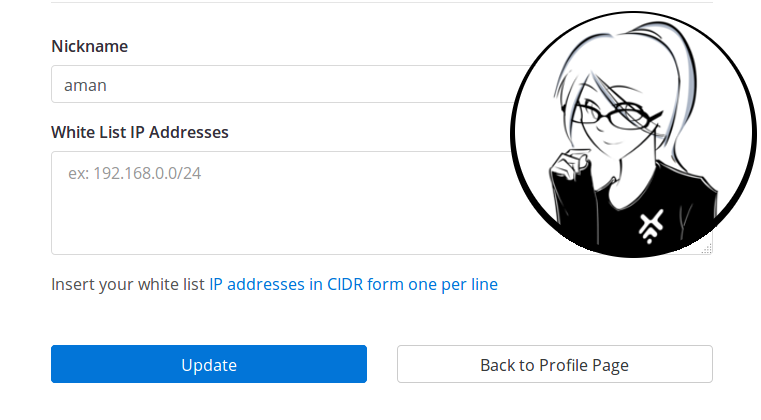 Nickname
aman
White List IP Addresses
ex: 192.168.0.0/24
Insert your white list IP addresses in CIDR form one per line
Update
Back to Profile Page